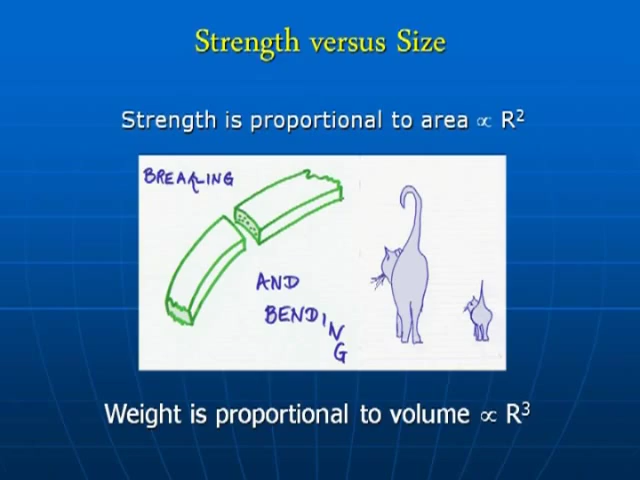 Strength versus Size
Strength is proportional to area ∝ R²
BREAKING
AND
BENDING
Weight is proportional to volume ∝ R³